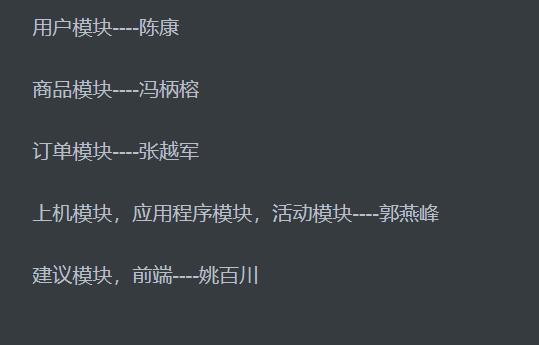 用户模块----陈康
商品模块----冯柄榕
订单模块----张越军
上机模块，应用程序模块，活动模块----郭燕峰
建议模块，前端----姚百川